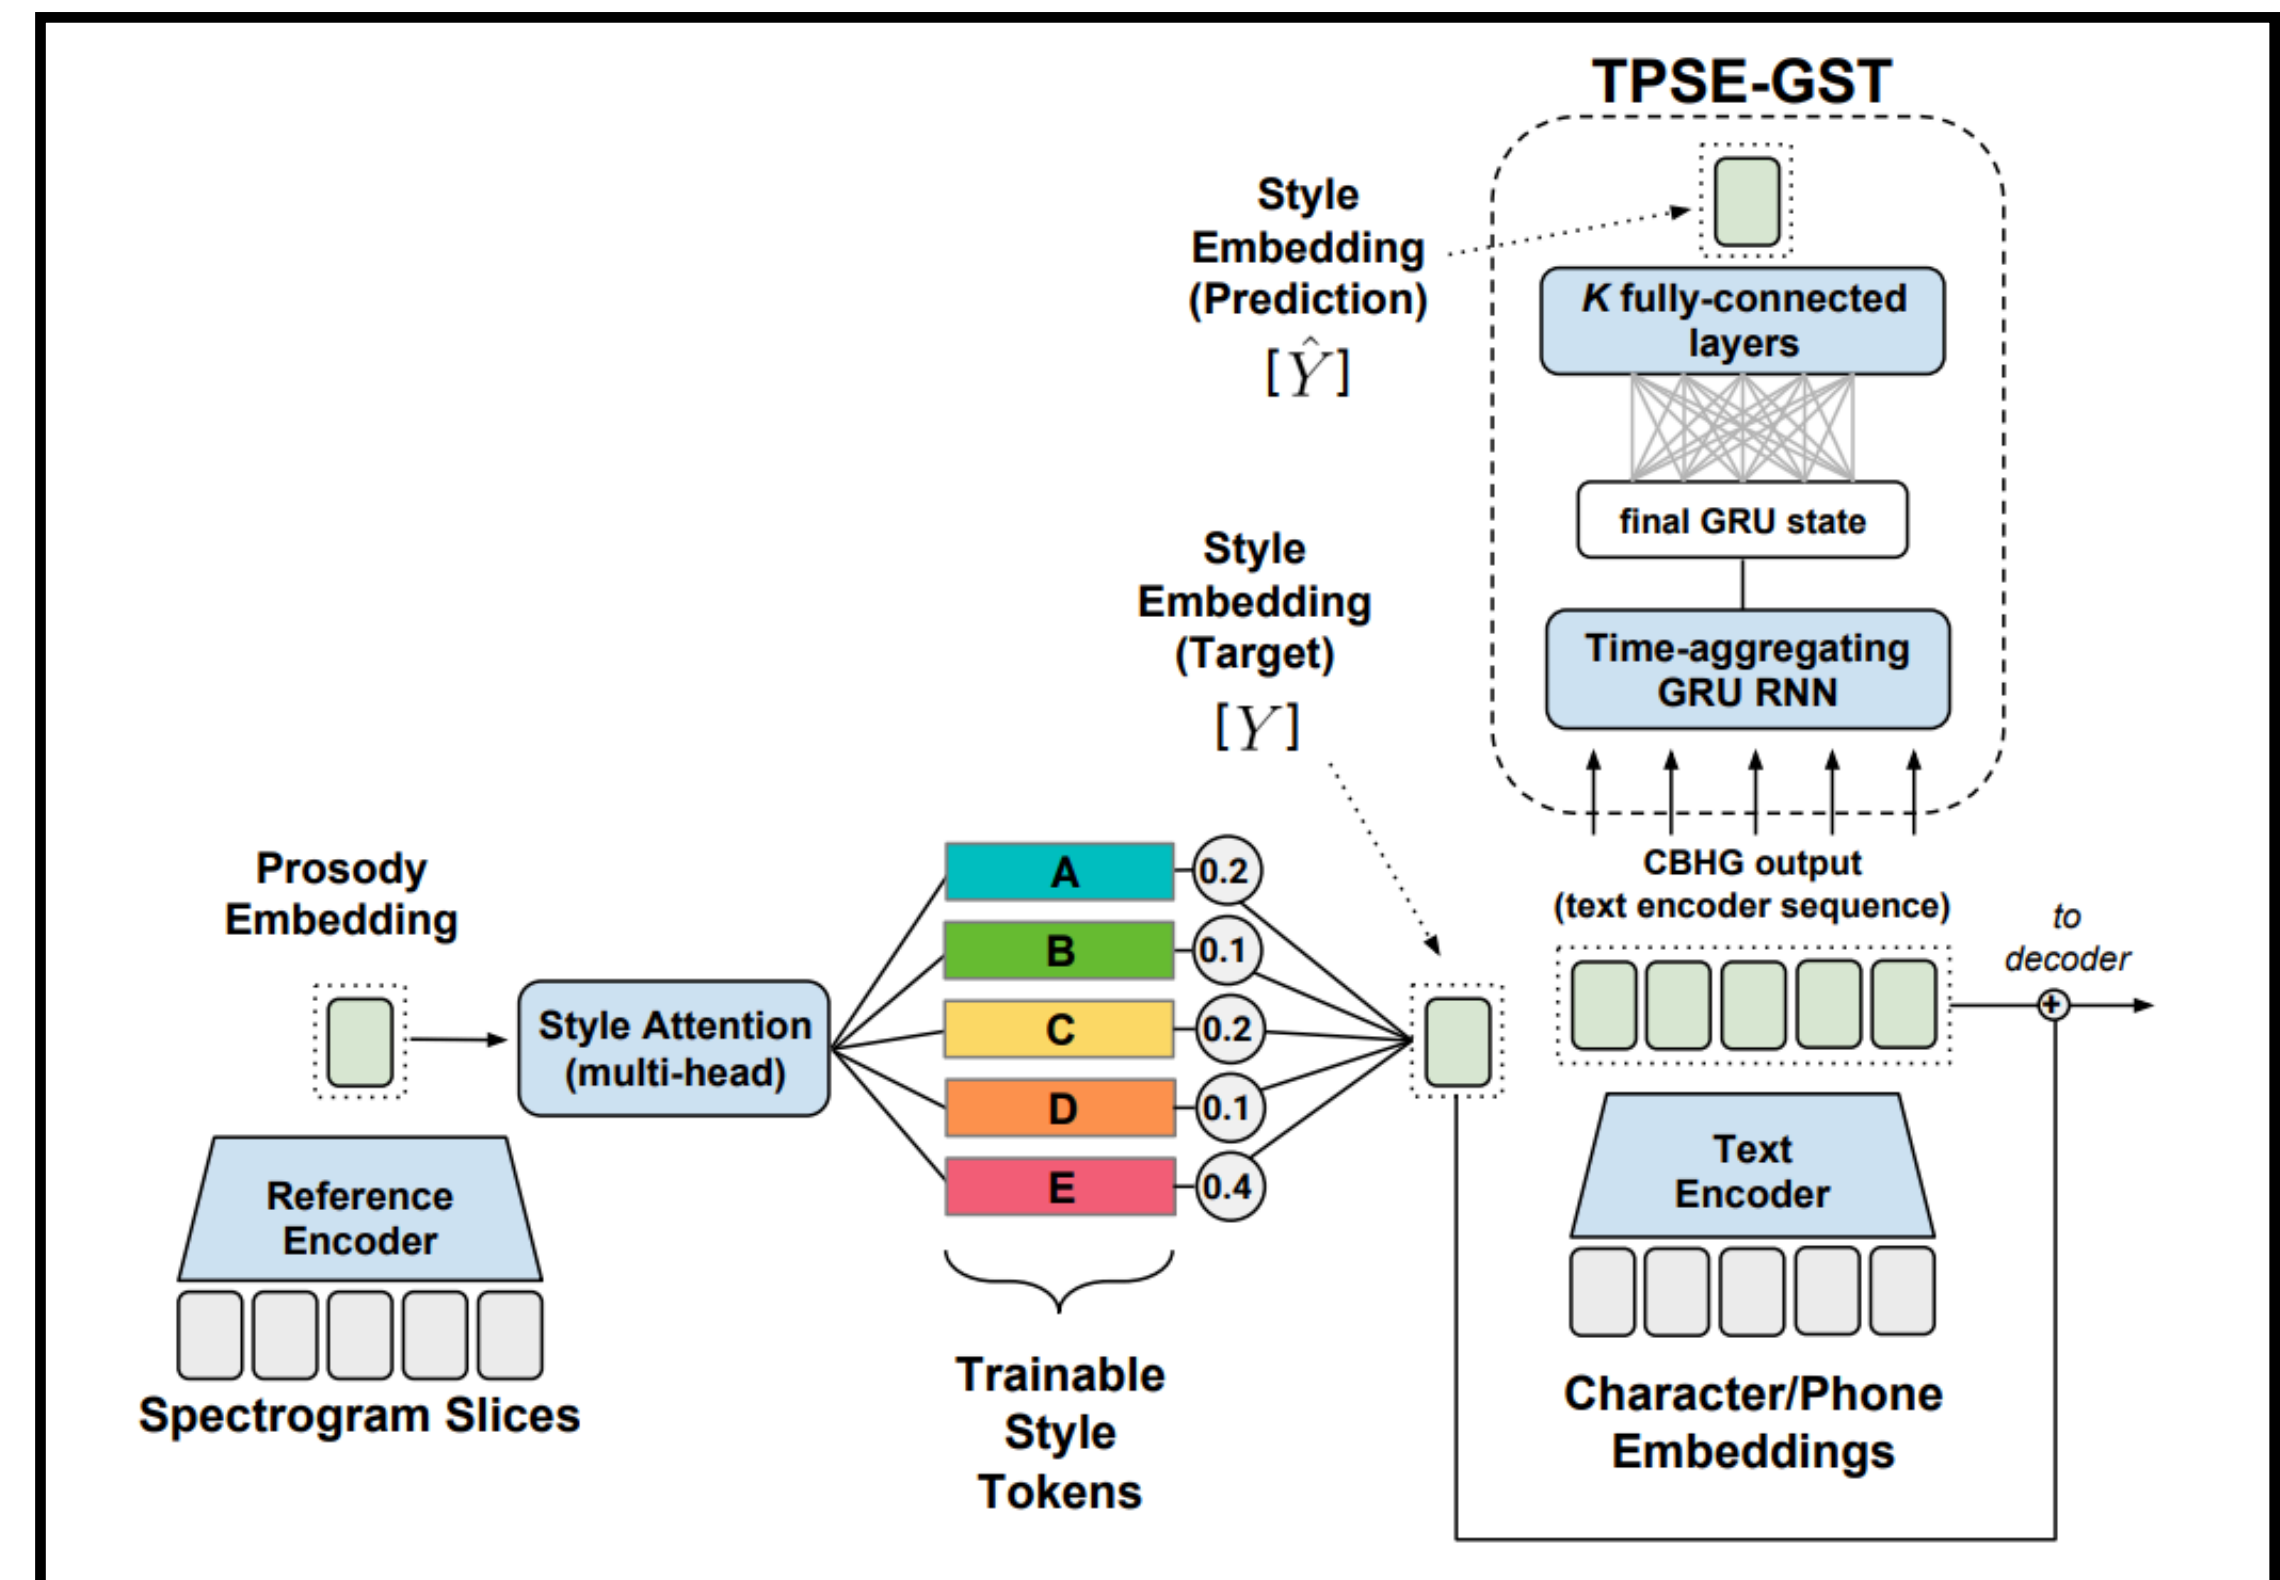 TPSE-GST
Style
Embedding
(Prediction)
[Ŷ]
K fully-connected
layers
final GRU state
Time-aggregating
GRU RNN
Style
Embedding
(Target)
[Y]
CBHG output
(text encoder sequence)
to
decoder
+
Prosody
Embedding
Style Attention
(multi-head)
A 0.2
B 0.1
C 0.2
D 0.1
E 0.4
Reference
Encoder
Spectrogram Slices
Trainable
Style
Tokens
Text
Encoder
Character/Phone
Embeddings